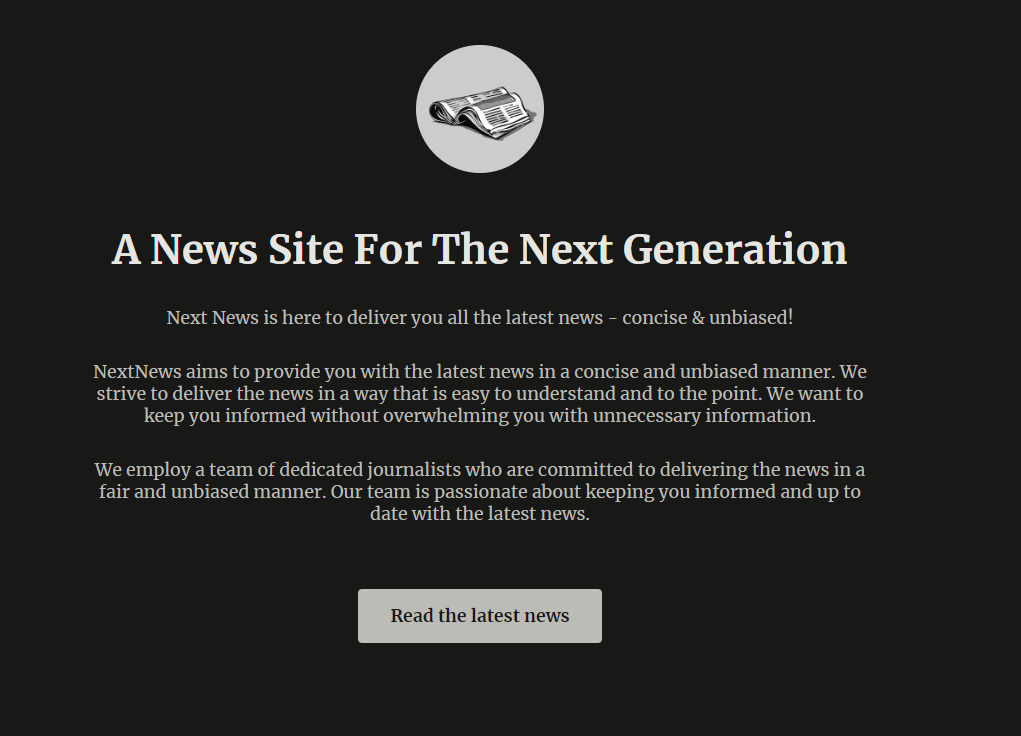 A News Site For The Next Generation
Next News is here to deliver you all the latest news - concise & unbiased!
NextNews aims to provide you with the latest news in a concise and unbiased manner. We
strive to deliver the news in a way that is easy to understand and to the point. We want to
keep you informed without overwhelming you with unnecessary information.
We employ a team of dedicated journalists who are committed to delivering the news in a
fair and unbiased manner. Our team is passionate about keeping you informed and up to
date with the latest news.
Read the latest news